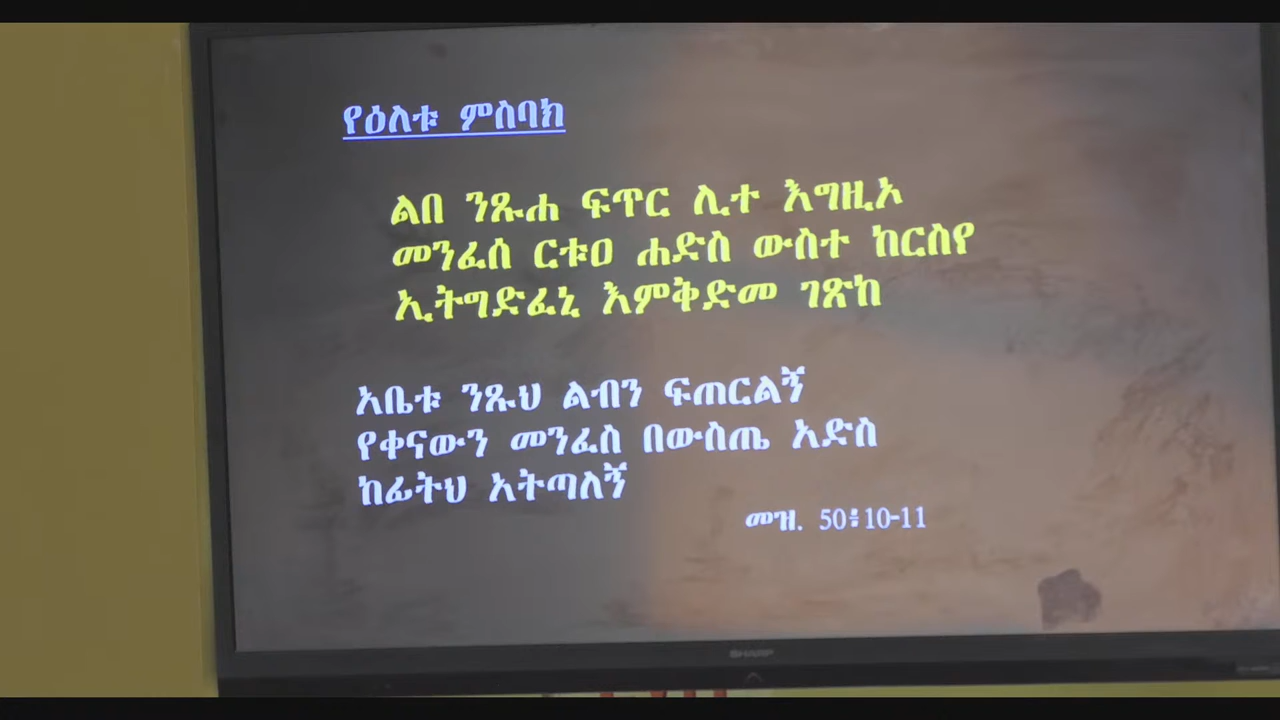 የዕለቱ ምስባክ
ልበ ንጹሐ ፍጥር ሊተ እግዚኦ
መንፈሰ ርቱዐ ሐድስ ውስተ ከርስየ
ኢትግድፈኒ እምቅድመ ገጽከ
አቤቱ ንጹህ ልብን ፍጠርልኝ
የቀናውን መንፈስ በውስጤ አድስ
ከፊትህ አትጣለኝ
መዝ. 50፥10-11
SHARP